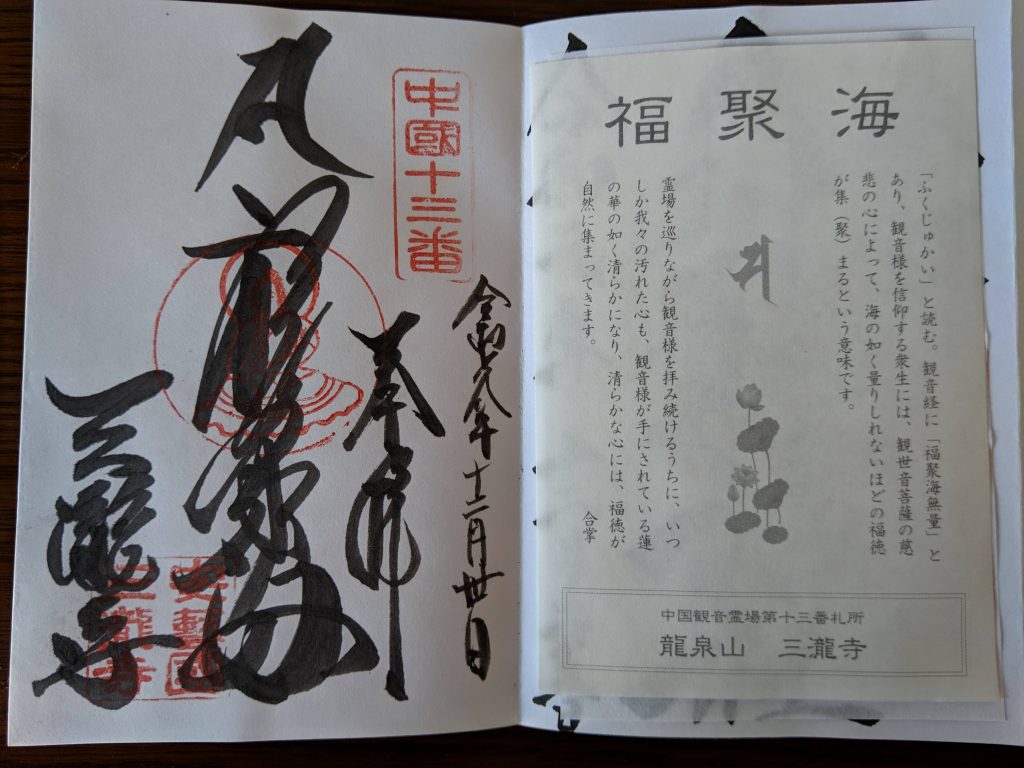 中國十三番
令和元年十二月卅日
奉拝
福聚海
三瀧寺
安藝國
三瀧寺
福聚海
「ふくじゅかい」と読む。観音経に「福聚海無量」と
あり、観音様を信仰する衆生には、観世音菩薩の慈
悲の心によって、海の如く量りしれないほどの福徳
が集（聚）まるという意味です。
霊場を巡りながら観音様を拝み続けるうちに、いつ
しか我々の汚れた心も、観音様が手にされている蓮
の華の如く清らかになり、清らかな心には、福徳が
自然に集まってきます。
合掌
中国観音霊場第十三番札所
龍泉山　三瀧寺